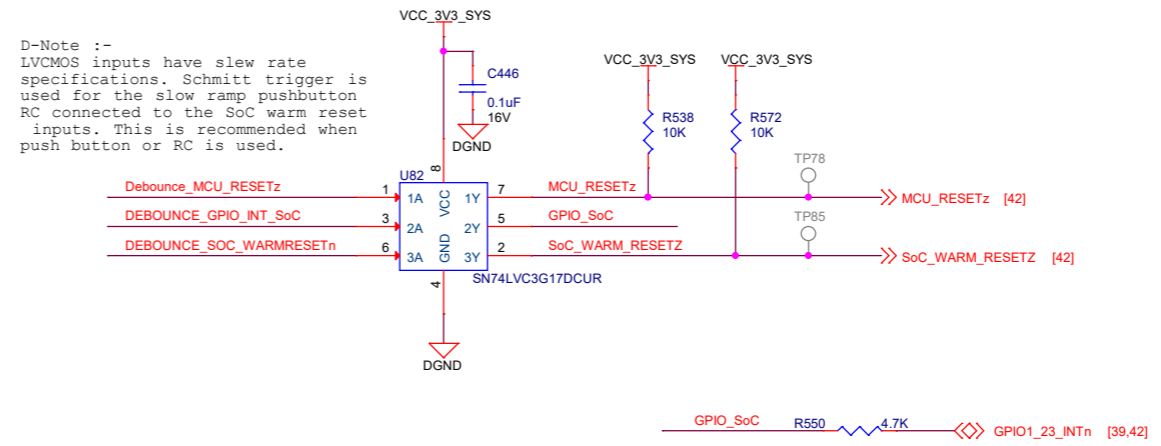 VCC_3V3_SYS
D-Note :-
LVCMOS inputs have slew rate
specifications. Schmitt trigger is
used for the slow ramp pushbutton
RC connected to the SoC warm reset
inputs. This is recommended when
push button or RC is used.
C446
0.1uF
16V
DGND
VCC_3V3_SYS
VCC_3V3_SYS
R538
10K
R572
10K
TP78
TP85
U82
8
Debounce_MCU_RESETz
1
1A
VCC
1Y
7
MCU_RESETz
MCU_RESETz [42]
DEBOUNCE_GPIO_INT_SoC
3
2A
2Y
5
GPIO_SoC
DEBOUNCE_SOC_WARMRESETn
6
3A
GND
3Y
2
SoC_WARM_RESETZ
SoC_WARM_RESETZ [42]
4
SN74LVC3G17DCUR
DGND
GPIO_SoC
R550
4.7K
GPIO1_23_INTn [39,42]